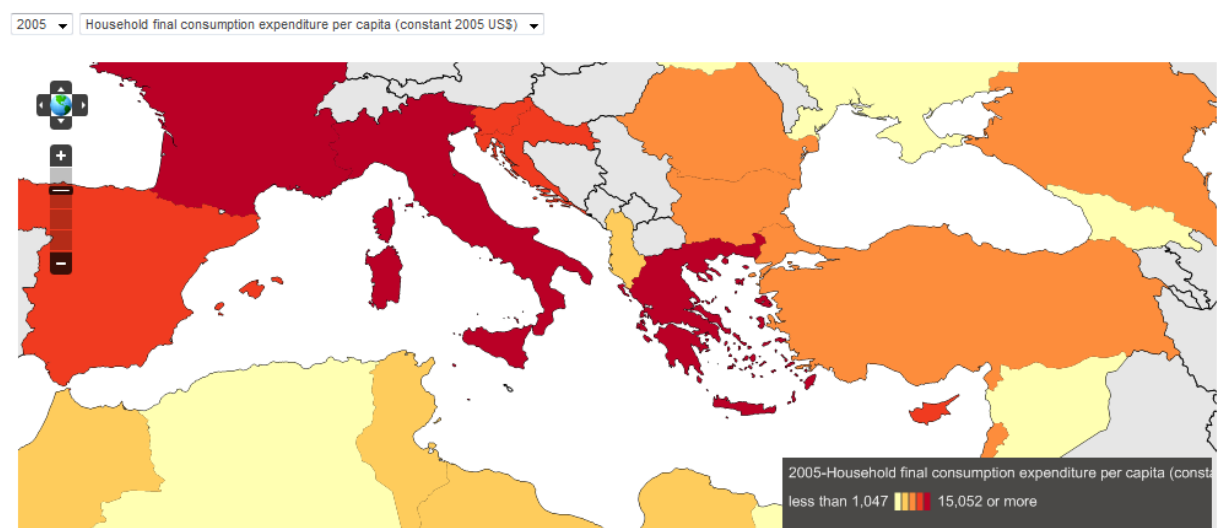 2005 Household final consumption expenditure per capita (constant 2005 US$)
+
−
2005-Household final consumption expenditure per capita (consta
less than 1,047 15,052 or more